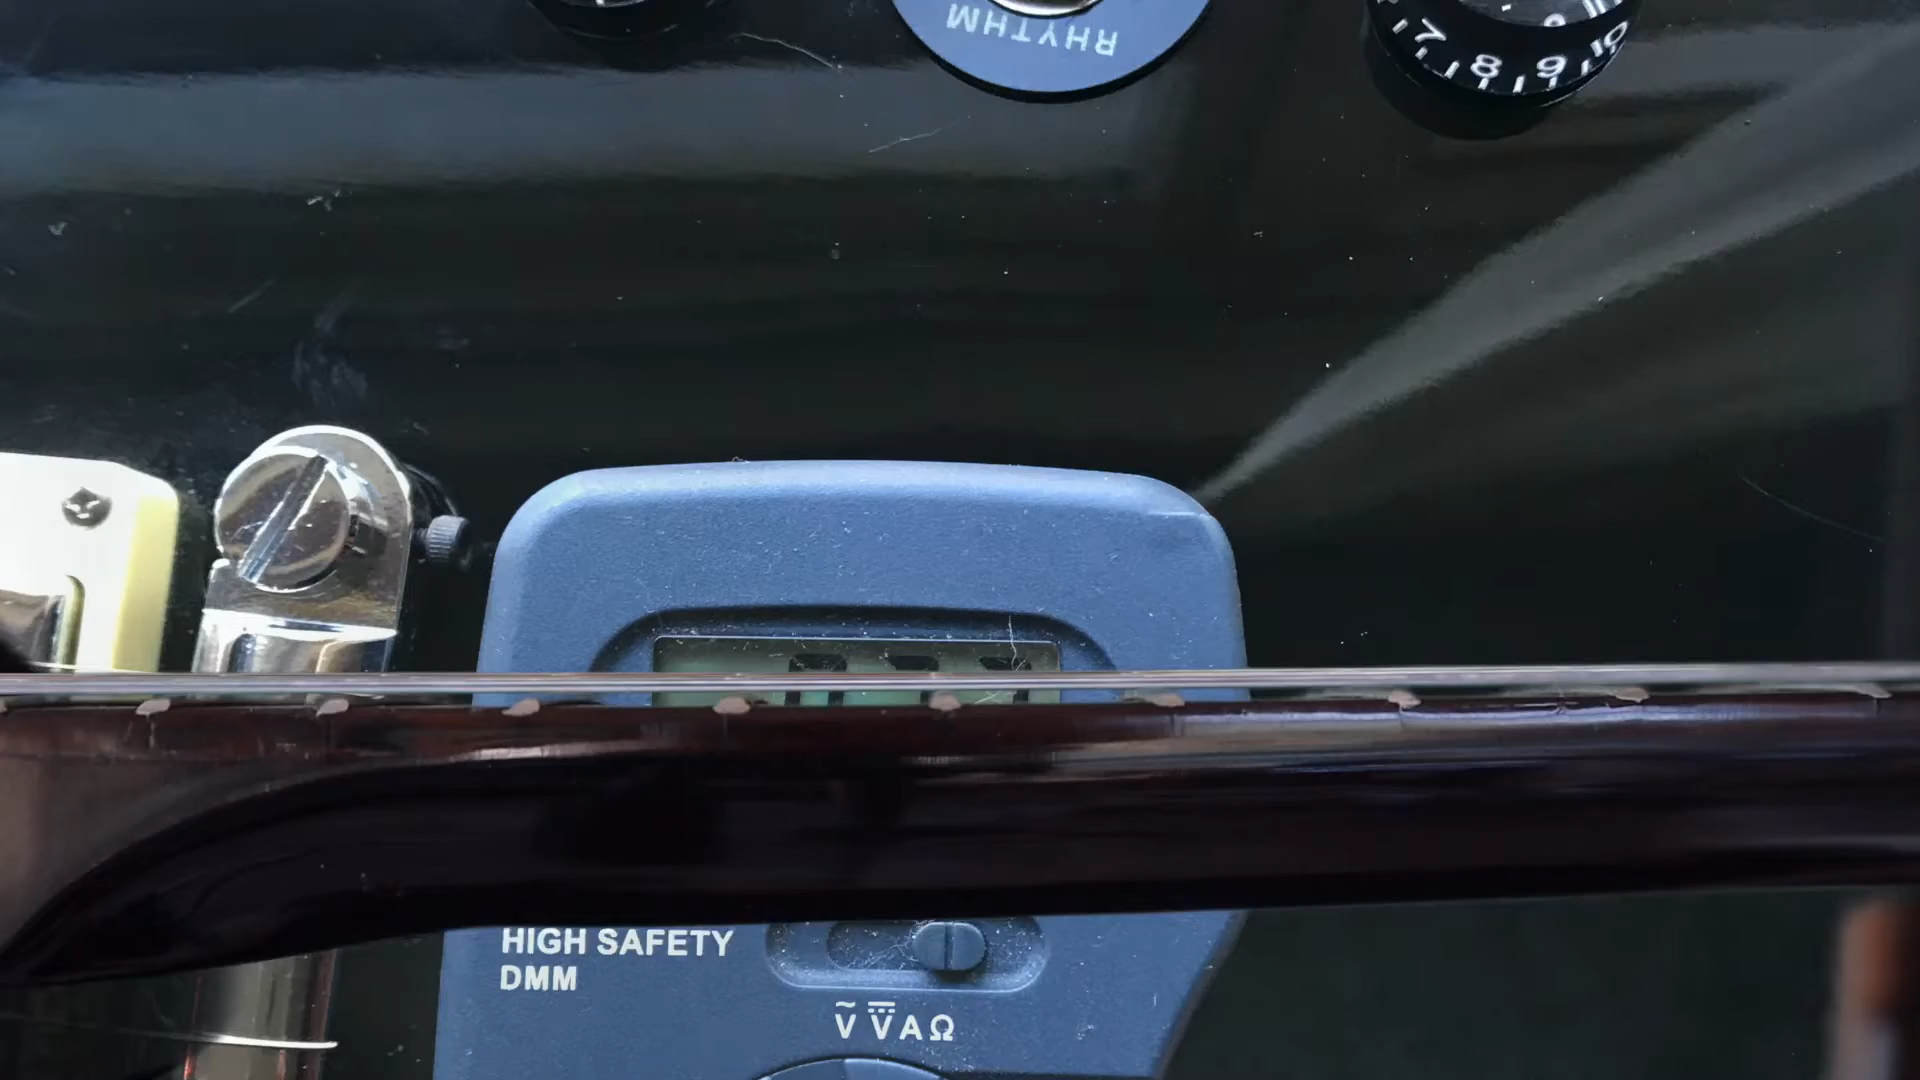 RHYTHM
7 8 9 10
HIGH SAFETY
DMM
Ṽ V⎓ A Ω